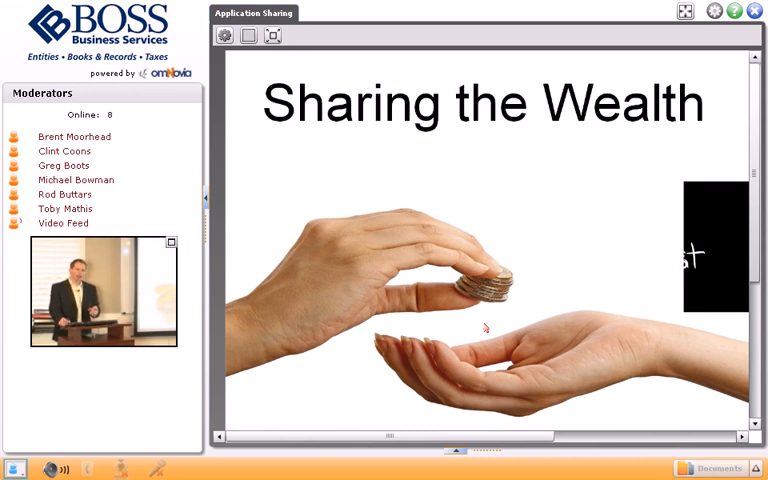 BOSS
Business Services
Entities • Books & Records • Taxes
powered by omNovia
Moderators
Online: 8
Brent Moorhead
Clint Coons
Greg Boots
Michael Bowman
Rod Buttars
Toby Mathis
Video Feed
Application Sharing
Sharing the Wealth
Documents